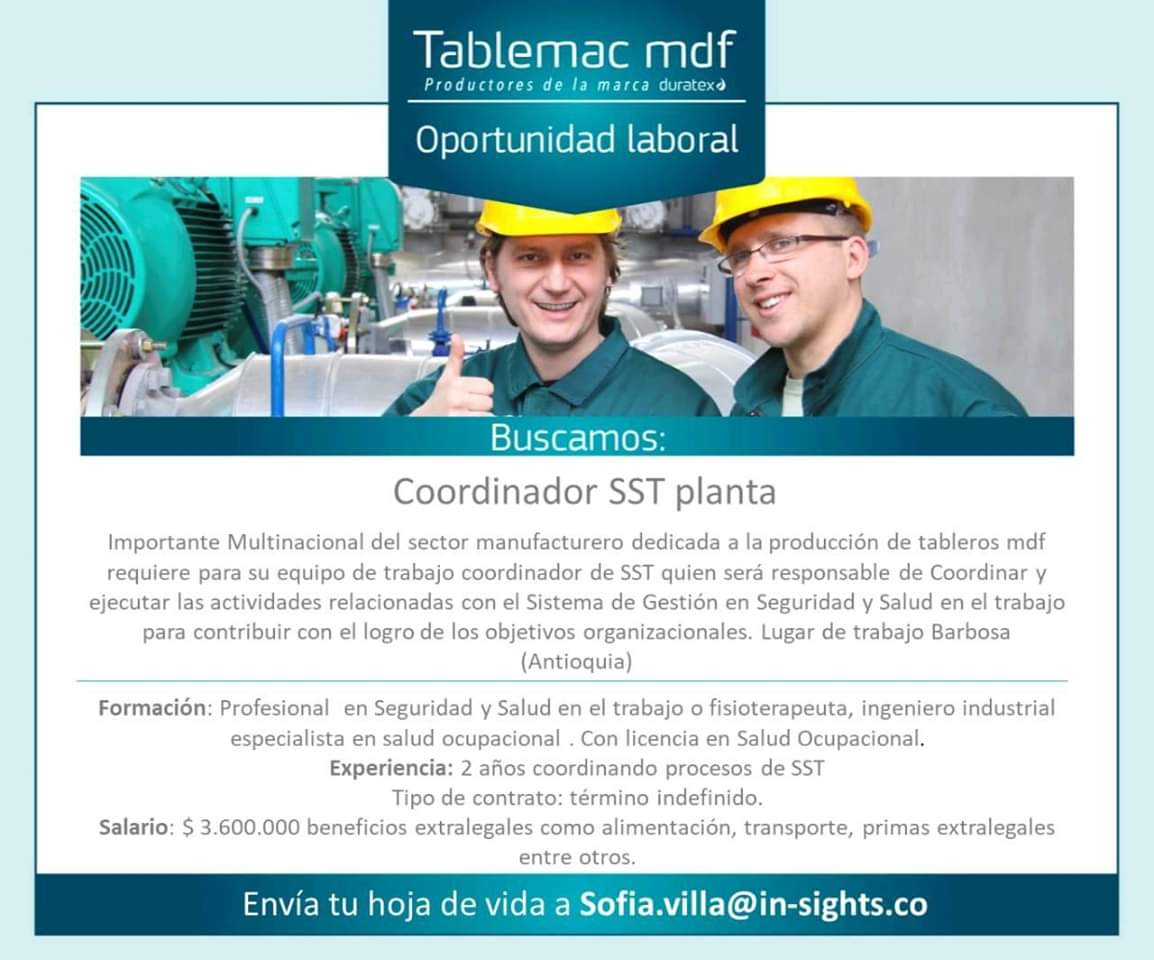 Tablemac mdf
Productores de la marca duratex
Oportunidad laboral
Buscamos:
Coordinador SST planta
Importante Multinacional del sector manufacturero dedicada a la producción de tableros mdf
requiere para su equipo de trabajo coordinador de SST quien será responsable de Coordinar y
ejecutar las actividades relacionadas con el Sistema de Gestión en Seguridad y Salud en el trabajo
para contribuir con el logro de los objetivos organizacionales. Lugar de trabajo Barbosa
(Antioquia)
Formación: Profesional en Seguridad y Salud en el trabajo o fisioterapeuta, ingeniero industrial
especialista en salud ocupacional . Con licencia en Salud Ocupacional.
Experiencia: 2 años coordinando procesos de SST
Tipo de contrato: término indefinido.
Salario: $ 3.600.000 beneficios extralegales como alimentación, transporte, primas extralegales
entre otros.
Envía tu hoja de vida a Sofia.villa@in-sights.co